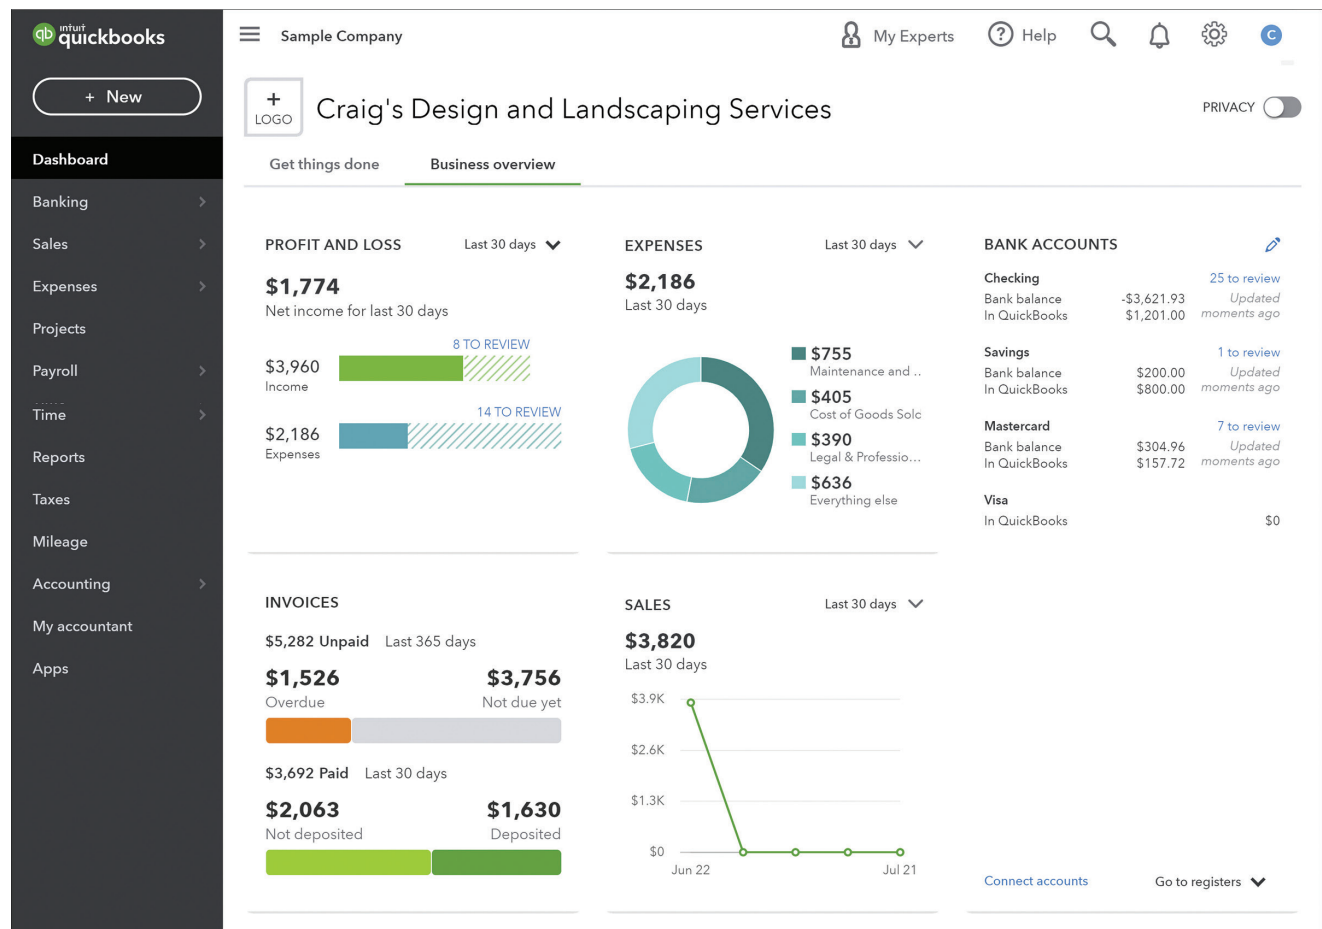 intuit
quickbooks
Sample Company
My Experts
Help
C
+ New
+
LOGO
Craig's Design and Landscaping Services
PRIVACY
Get things done
Business overview
Dashboard
Banking
Sales
Expenses
Projects
Payroll
Time
Reports
Taxes
Mileage
Accounting
My accountant
Apps
PROFIT AND LOSS
Last 30 days
$1,774
Net income for last 30 days
8 TO REVIEW
$3,960
Income
14 TO REVIEW
$2,186
Expenses
EXPENSES
Last 30 days
$2,186
Last 30 days
$755
Maintenance and ..
$405
Cost of Goods Solc
$390
Legal & Professio...
$636
Everything else
BANK ACCOUNTS
Checking 25 to review
Bank balance -$3,621.93 Updated
In QuickBooks $1,201.00 moments ago
Savings 1 to review
Bank balance $200.00 Updated
In QuickBooks $800.00 moments ago
Mastercard 7 to review
Bank balance $304.96 Updated
In QuickBooks $157.72 moments ago
Visa
In QuickBooks $0
Connect accounts
Go to registers
INVOICES
$5,282 Unpaid Last 365 days
$1,526 $3,756
Overdue Not due yet
$3,692 Paid Last 30 days
$2,063 $1,630
Not deposited Deposited
SALES
Last 30 days
$3,820
Last 30 days
$3.9K
$2.6K
$1.3K
$0
Jun 22 Jul 21